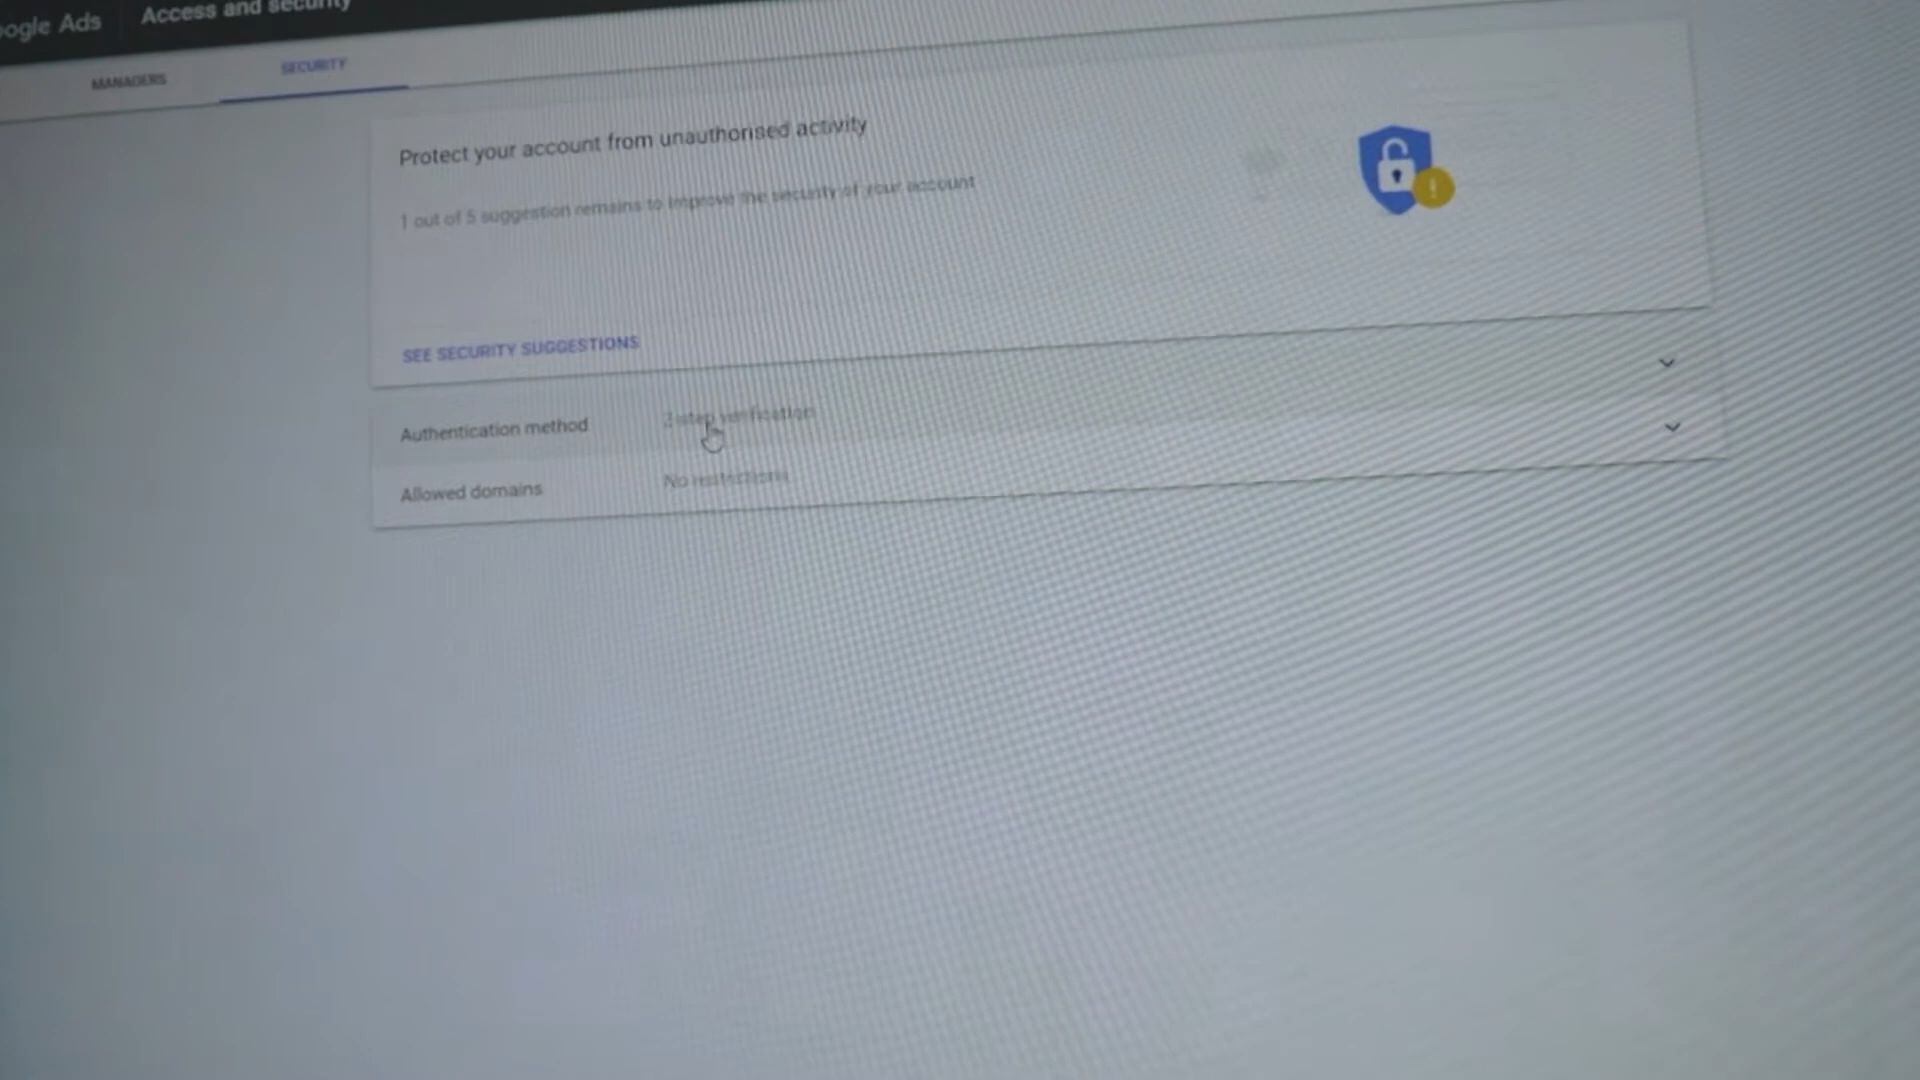 ogle Ads
Access and security
MANAGERS
SECURITY
Protect your account from unauthorised activity
1 out of 5 suggestion remains to improve the security of your account
SEE SECURITY SUGGESTIONS
Authentication method
2-step verification
Allowed domains
No restrictions